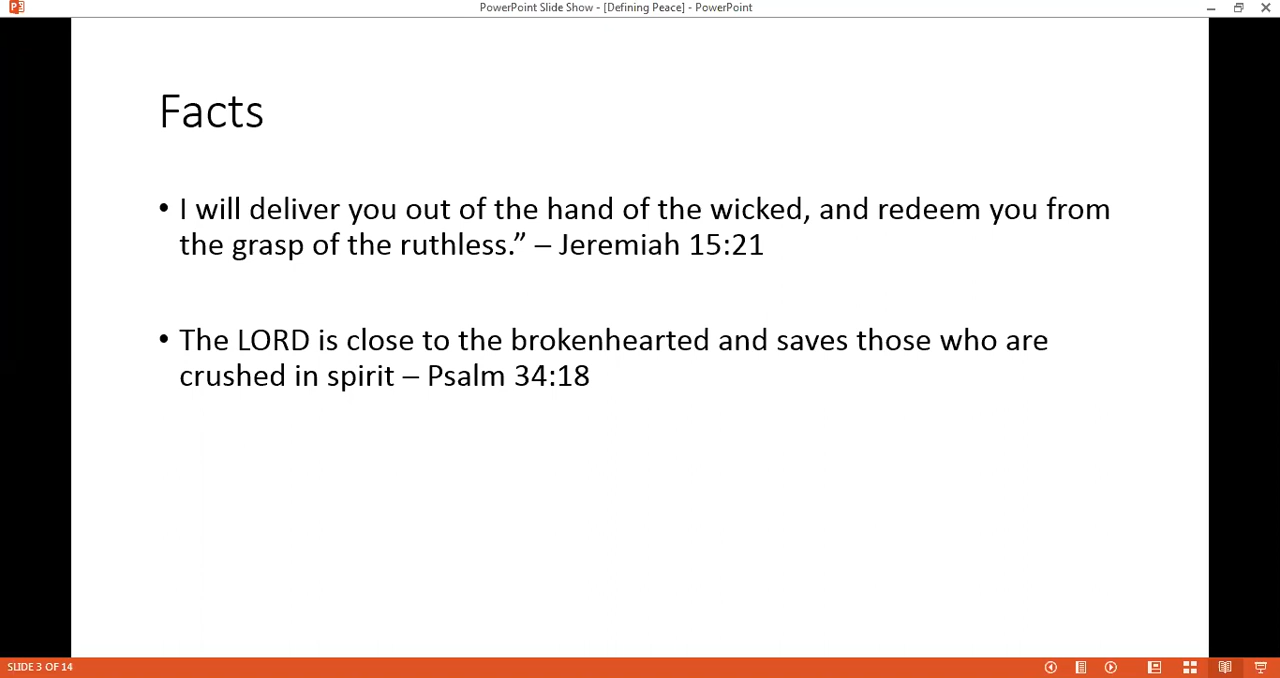 PowerPoint Slide Show - [Defining Peace] - PowerPoint
Facts
• I will deliver you out of the hand of the wicked, and redeem you from
the grasp of the ruthless.” – Jeremiah 15:21
• The LORD is close to the brokenhearted and saves those who are
crushed in spirit – Psalm 34:18
SLIDE 3 OF 14